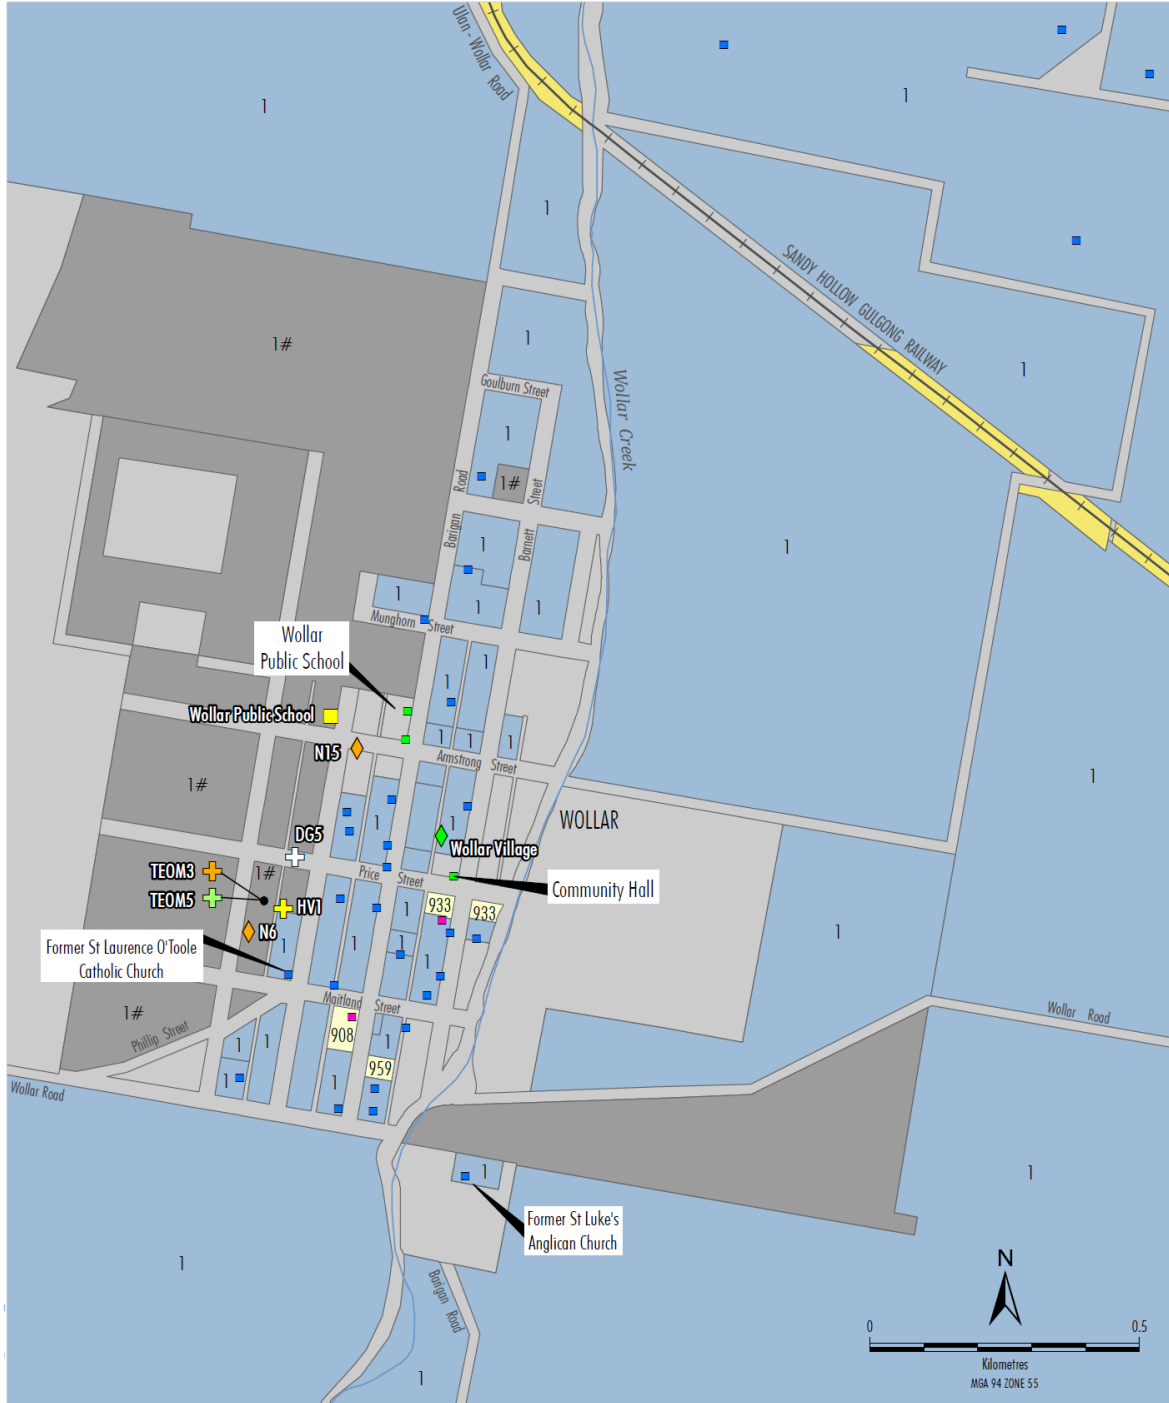 Ulan - Wollar Road
1
1
1
SANDY HOLLOW GULGONG RAILWAY
1#
1
1
Goulburn Street
Wollar Creek
1
1#
Barigan Road
Barnett Street
1
1
1
1
1
Munghorn Street
Wollar
Public School
1
1
Wollar Public School
N15
1
1
1
Armstrong Street
1
1#
WOLLAR
1
1
DG5
Wollar Village
TEOM3
1#
Price Street
Community Hall
TEOM5
HV1
1
933
933
N6
1
Former St Laurence O'Toole
Catholic Church
1
1
1
1
1#
Maitland Street
Wollar Road
Phillip Street
908
1
1
1
959
1
1
Wollar Road
1
1
Former St Luke's
Anglican Church
1
Barigan Road
1
N
0 0.5
Kilometres
MGA 94 ZONE 55